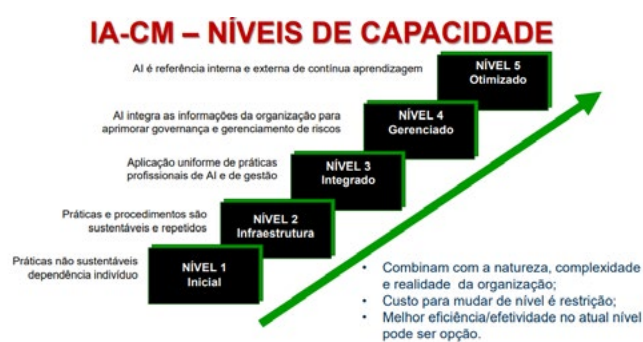 IA-CM – NÍVEIS DE CAPACIDADE
AI é referência interna e externa de contínua aprendizagem
NÍVEL 5
Otimizado
AI integra as informações da organização para
aprimorar governança e gerenciamento de riscos
NÍVEL 4
Gerenciado
Aplicação uniforme de práticas
profissionais de AI e de gestão
NÍVEL 3
Integrado
Práticas e procedimentos são
sustentáveis e repetidos
NÍVEL 2
Infraestrutura
Práticas não sustentáveis
dependência indivíduo
NÍVEL 1
Inicial
• Combinam com a natureza, complexidade
e realidade da organização;
• Custo para mudar de nível é restrição;
• Melhor eficiência/efetividade no atual nível
pode ser opção.